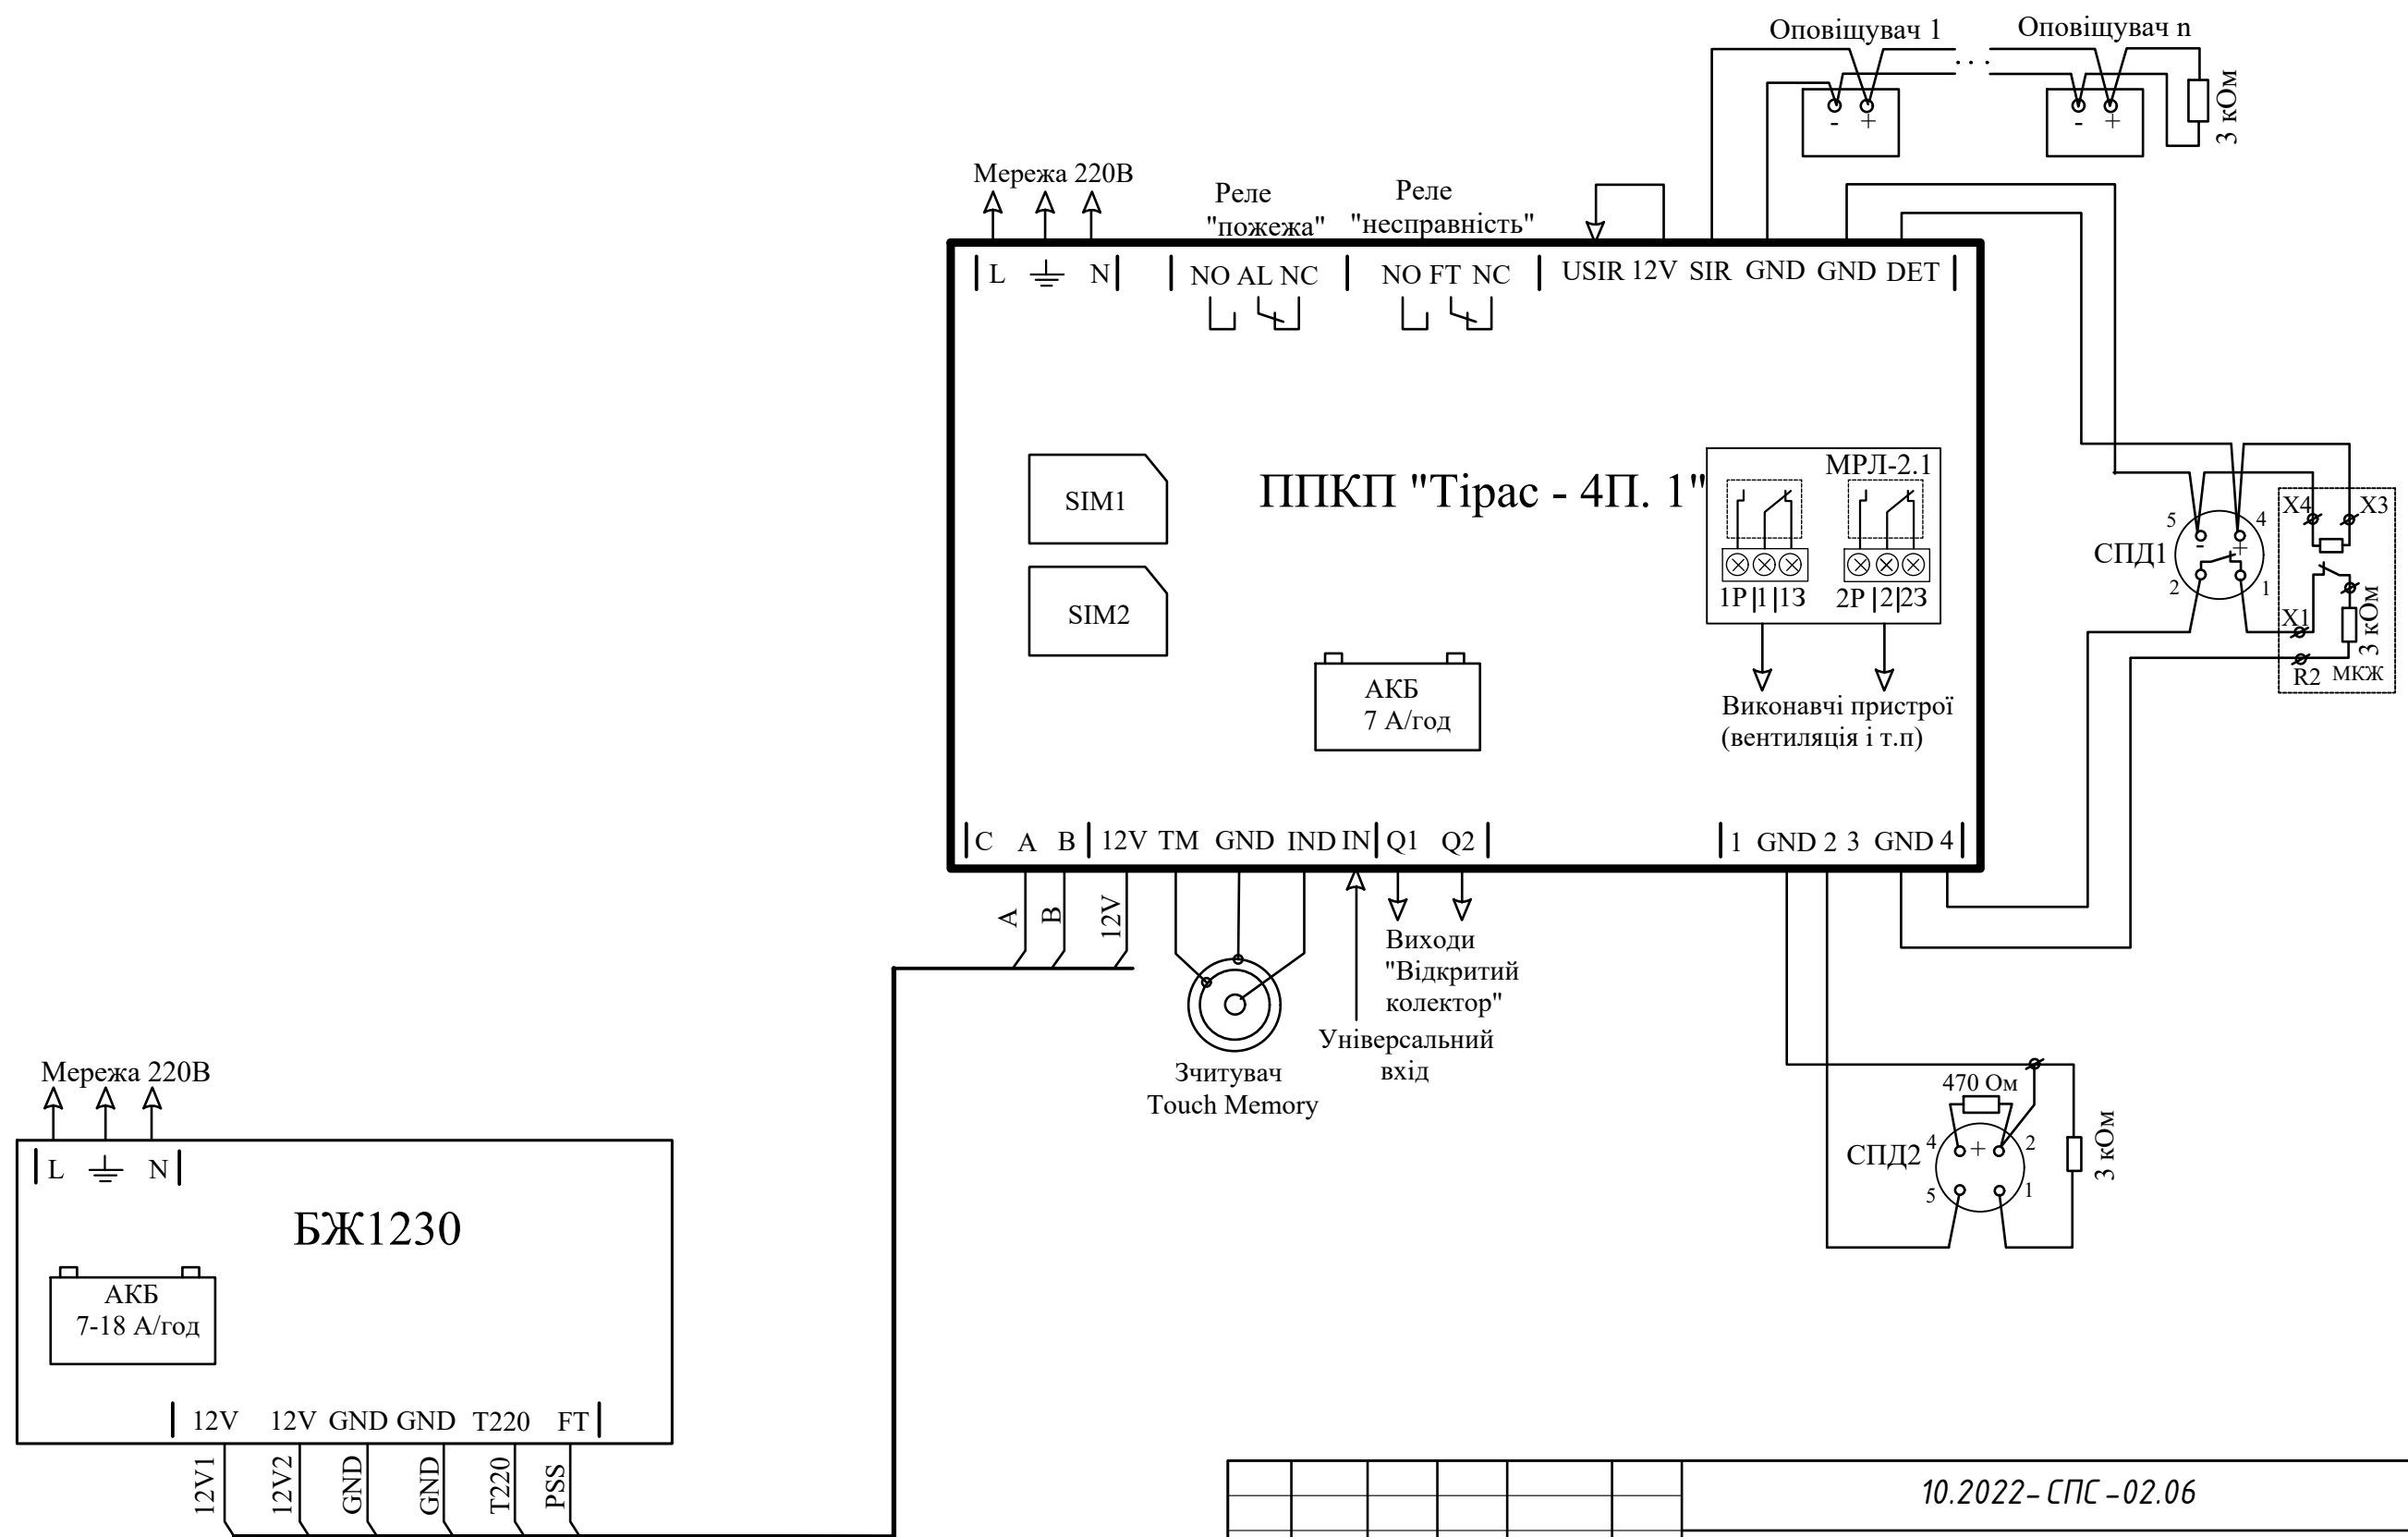 Оповіщувач 1
Оповіщувач n
. . .
- +
- +
3 кОм
Мережа 220В
Реле
"пожежа"
Реле
"несправність"
L N
NO AL NC
NO FT NC
USIR 12V SIR GND GND DET
SIM1
SIM2
ППКП "Тірас - 4П. 1"
МРЛ-2.1
1Р 1 1З
2Р 2 2З
Виконавчі пристрої
(вентиляція і т.п)
АКБ
7 А/год
СПД1
5 4
- +
2 1
X4 X3
X1
3 кОм
R2 МКЖ
C A B 12V TM GND IND IN Q1 Q2
1 GND 2 3 GND 4
A
B
12V
Виходи
"Відкритий
колектор"
Універсальний
вхід
Зчитувач
Touch Memory
470 Ом
СПД2
4 + 2
5 1
3 кОм
Мережа 220В
L N
БЖ1230
АКБ
7-18 А/год
12V 12V GND GND T220 FT
12V1
12V2
GND
GND
T220
PSS
10.2022-СПС-02.06